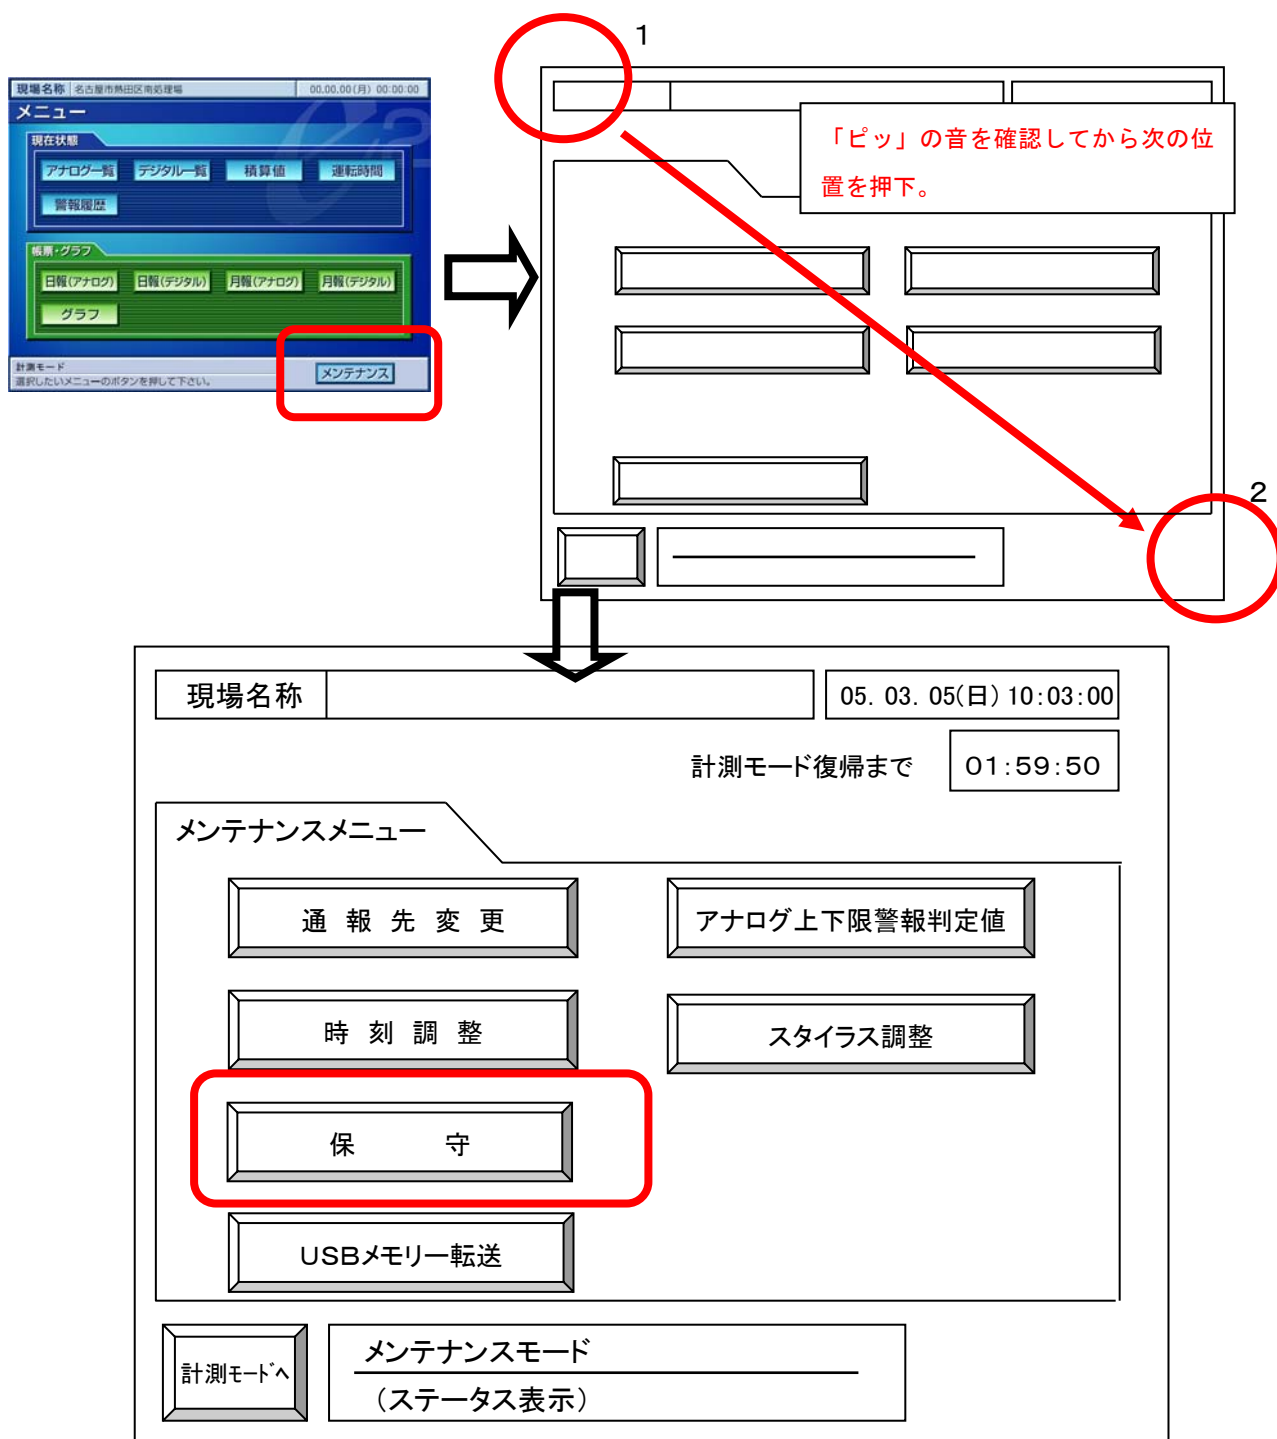 1
現場名称 名古屋市熱田区南処理場 00.00.00(月) 00:00:00
メニュー
現在状態
アナログ一覧 デジタル一覧 積算値 運転時間
警報履歴
帳票・グラフ
日報(アナログ) 日報(デジタル) 月報(アナログ) 月報(デジタル)
グラフ
計測モード
選択したいメニューのボタンを押して下さい。
メンテナンス
「ピッ」の音を確認してから次の位
置を押下。
2
現場名称 05.03.05(日)10:03:00
計測モード復帰まで 01:59:50
メンテナンスメニュー
通報先変更 アナログ上下限警報判定値
時刻調整 スタイラス調整
保守
USBメモリー転送
計測モードへ
メンテナンスモード
(ステータス表示)